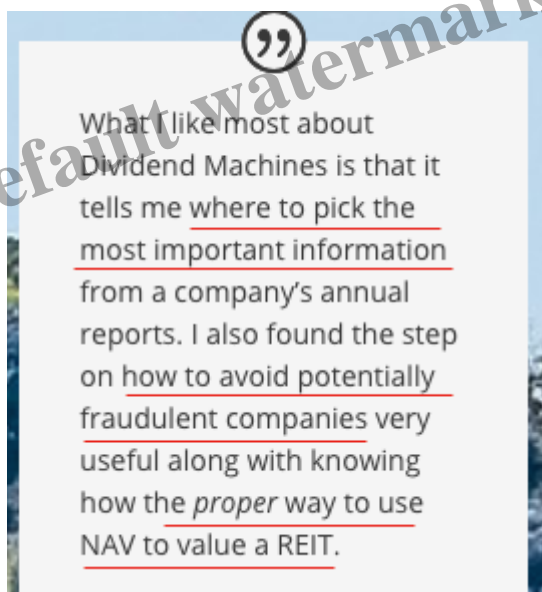 efault watermark
What I like most about
Dividend Machines is that it
tells me where to pick the
most important information
from a company’s annual
reports. I also found the step
on how to avoid potentially
fraudulent companies very
useful along with knowing
how the proper way to use
NAV to value a REIT.